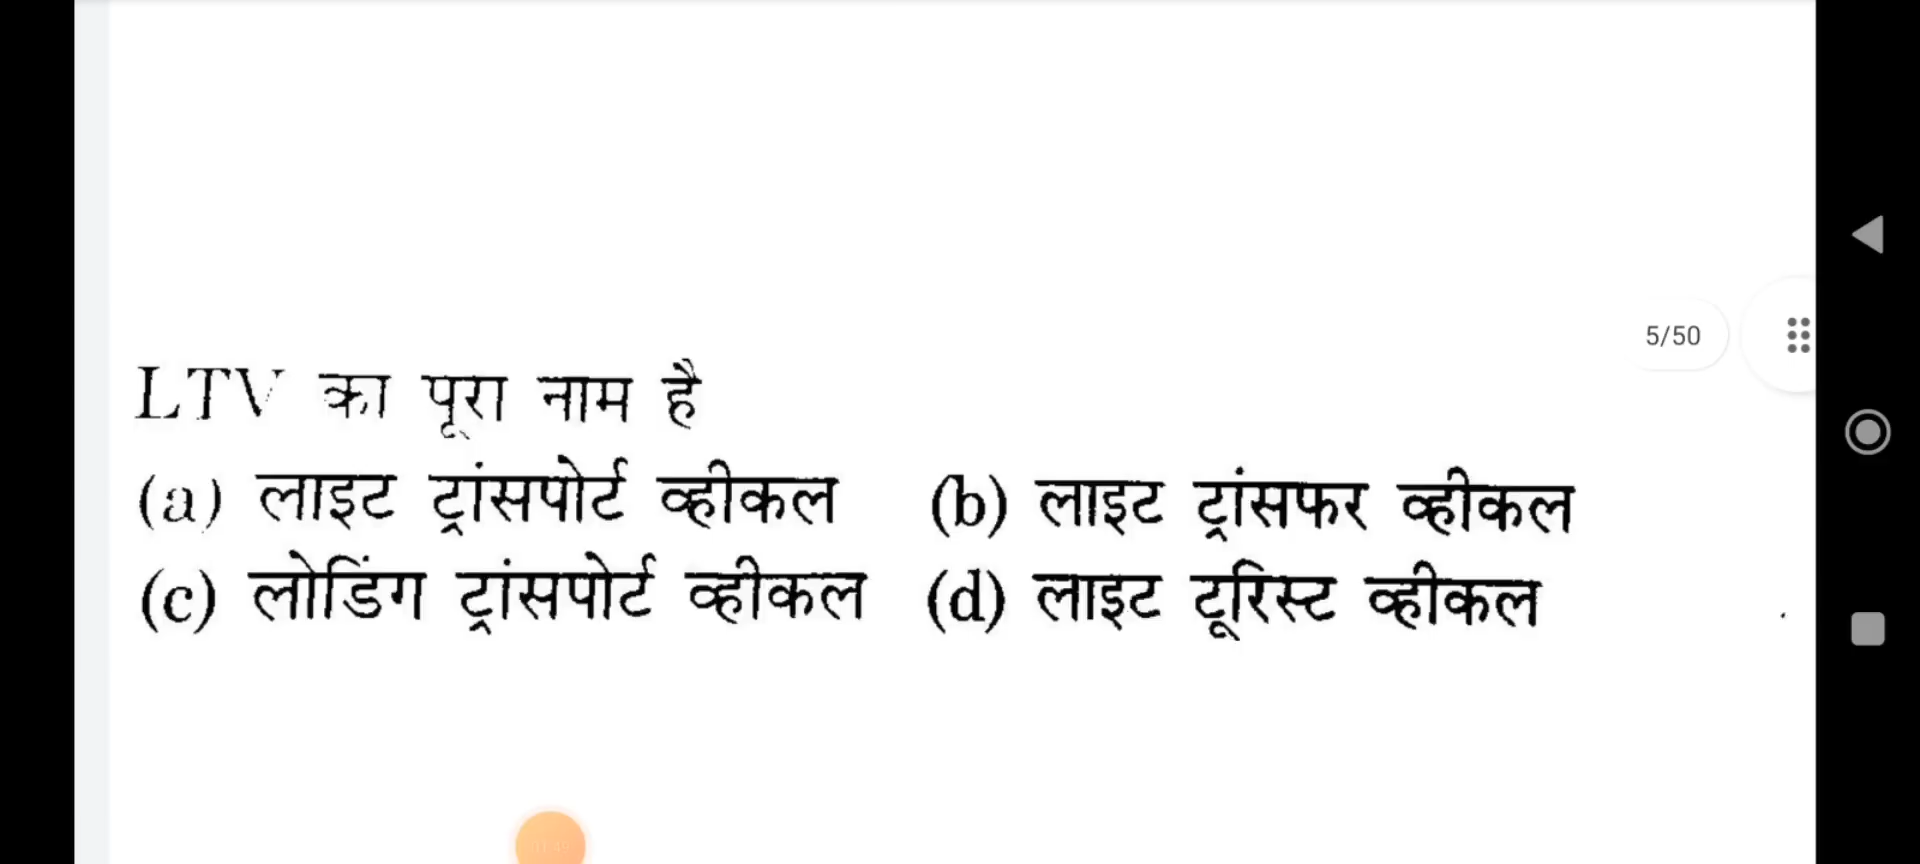 5/50
LTV का पूरा नाम है
(a) लाइट ट्रांसपोर्ट व्हीकल (b) लाइट ट्रांसफर व्हीकल
(c) लोडिंग ट्रांसपोर्ट व्हीकल (d) लाइट टूरिस्ट व्हीकल